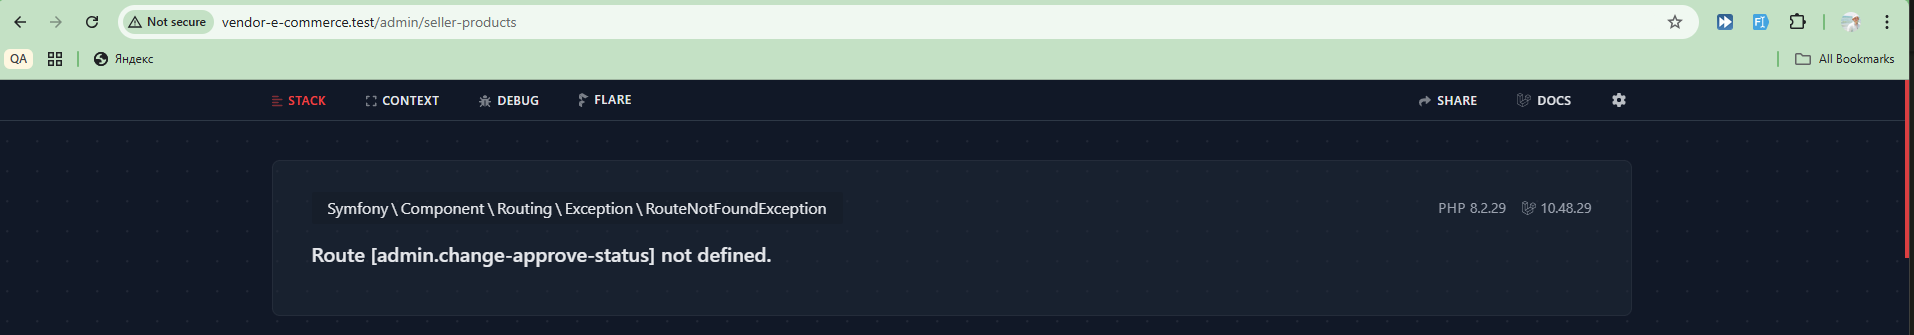 Not secure vendor-e-commerce.test/admin/seller-products
QA Яндекс All Bookmarks
STACK CONTEXT DEBUG FLARE SHARE DOCS
Symfony \ Component \ Routing \ Exception \ RouteNotFoundException PHP 8.2.29 10.48.29
Route [admin.change-approve-status] not defined.